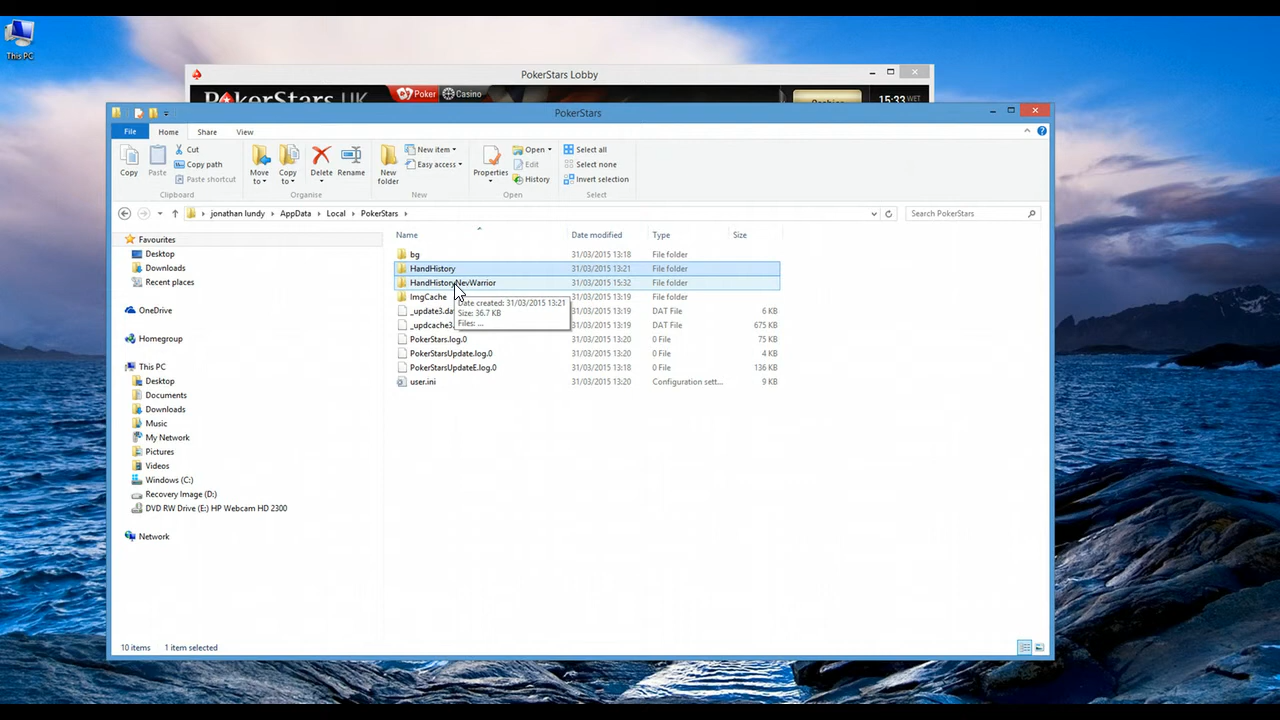 This PC
PokerStars Lobby
PokerStars UK Poker Casino 15:33 WET
PokerStars
File Home Share View
Copy Paste Cut Copy path Paste shortcut
Move to Copy to Delete Rename
New folder New item Easy access
Properties Open Edit History
Select all Select none Invert selection
Clipboard Organise New Open Select
jonathan lundy AppData Local PokerStars Search PokerStars
Name Date modified Type Size
bg 31/03/2015 13:18 File folder
HandHistory 31/03/2015 13:21 File folder
31/03/2015 15:32 File folder
ImgCache 31/03/2015 13:19 File folder
31/03/2015 13:19 DAT File 6 KB
31/03/2015 13:19 DAT File 675 KB
PokerStars.log.0 31/03/2015 13:20 0 File 75 KB
PokerStarsUpdate.log.0 31/03/2015 13:20 0 File 4 KB
PokerStarsUpdateE.log.0 31/03/2015 13:18 0 File 136 KB
user.ini 31/03/2015 13:20 Configuration sett... 9 KB
Date created: 31/03/2015 13:21
Size: 36.7 KB
Files: ...
Favourites
Desktop
Downloads
Recent places
OneDrive
Homegroup
This PC
Desktop
Documents
Downloads
Music
My Network
Pictures
Videos
Windows (C:)
Recovery Image (D:)
DVD RW Drive (E:) HP Webcam HD 2300
Network
10 items 1 item selected